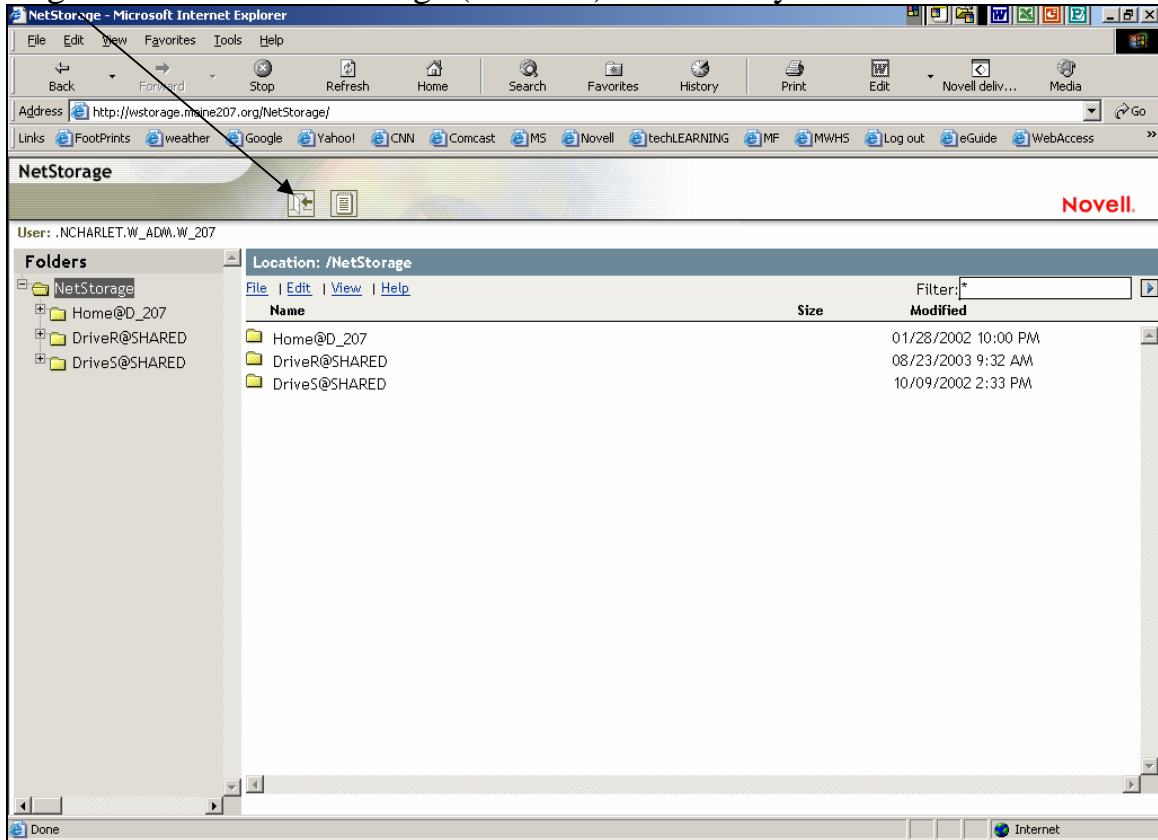 NetStorage - Microsoft Internet Explorer
File Edit View Favorites Tools Help
Back Forward Stop Refresh Home Search Favorites History Print Edit Novell deliv... Media
Address http://wstorage.maine207.org/NetStorage/ Go
Links FootPrints weather Google Yahoo! CNN Comcast MS Novell techLEARNING MF MWHS Log out eGuide WebAccess »
NetStorage
Novell.
User: .NCHARLET.W_ADM.W_207
Folders
NetStorage
Home@D_207
DriveR@SHARED
DriveS@SHARED
Location: /NetStorage
File | Edit | View | Help Filter: *
Name Size Modified
Home@D_207 01/28/2002 10:00 PM
DriveR@SHARED 08/23/2003 9:32 AM
DriveS@SHARED 10/09/2002 2:33 PM
Done Internet